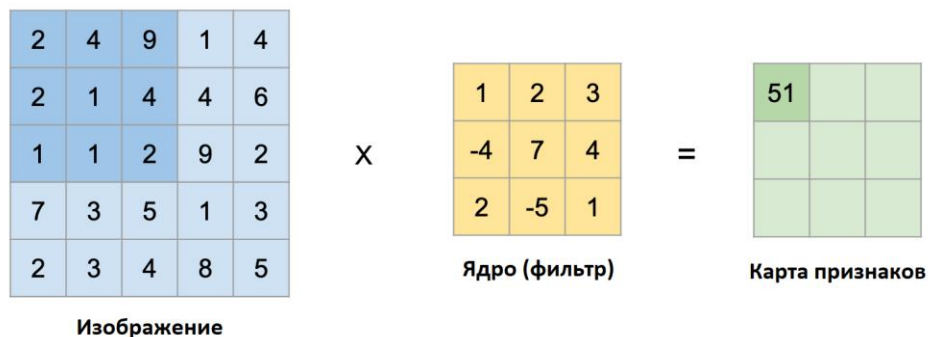 2 4 9 1 4
2 1 4 4 6
1 1 2 9 2
7 3 5 1 3
2 3 4 8 5
Изображение
x
1 2 3
-4 7 4
2 -5 1
Ядро (фильтр)
=
51
Карта признаков